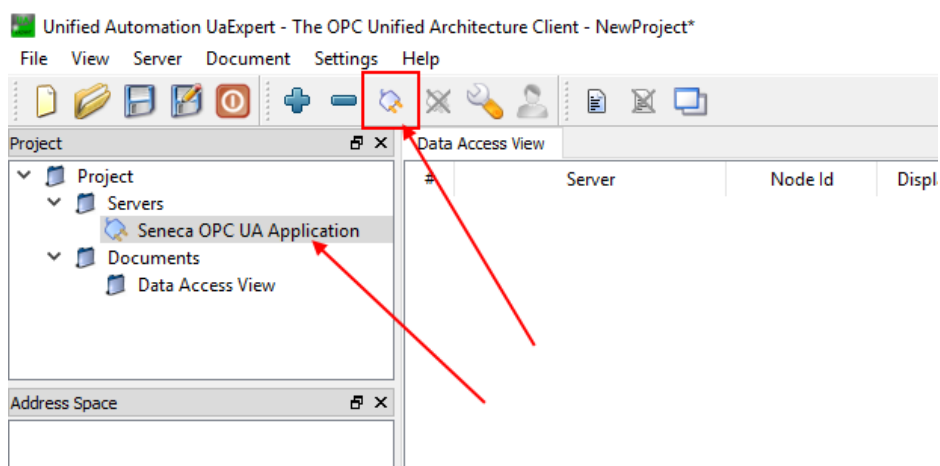 Unified Automation UaExpert - The OPC Unified Architecture Client - NewProject*
File View Server Document Settings Help
Project
Data Access View
# Server Node Id Displ
Project
Servers
Seneca OPC UA Application
Documents
Data Access View
Address Space